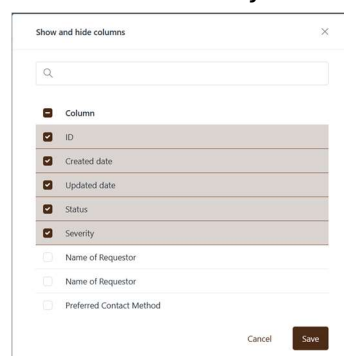 Show and hide columns
Column
ID
Created date
Updated date
Status
Severity
Name of Requestor
Name of Requestor
Preferred Contact Method
Cancel Save